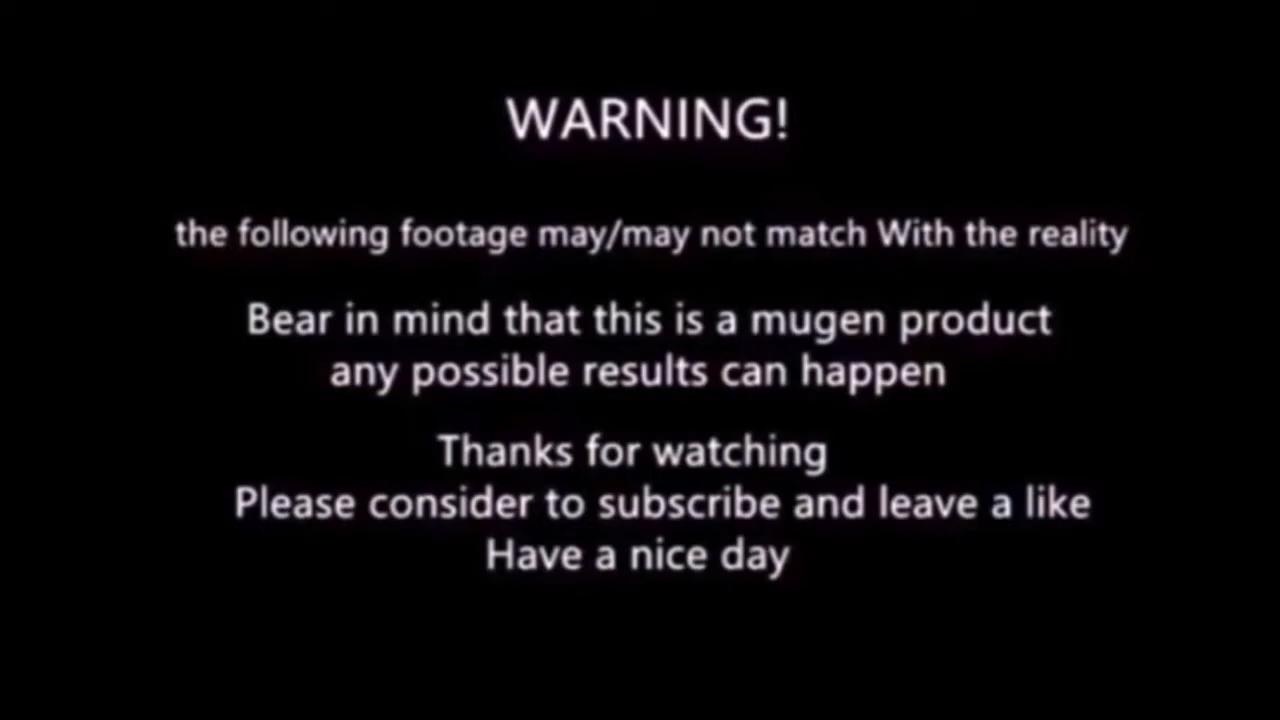 WARNING!
the following footage may/may not match With the reality
Bear in mind that this is a mugen product
any possible results can happen
Thanks for watching
Please consider to subscribe and leave a like
Have a nice day